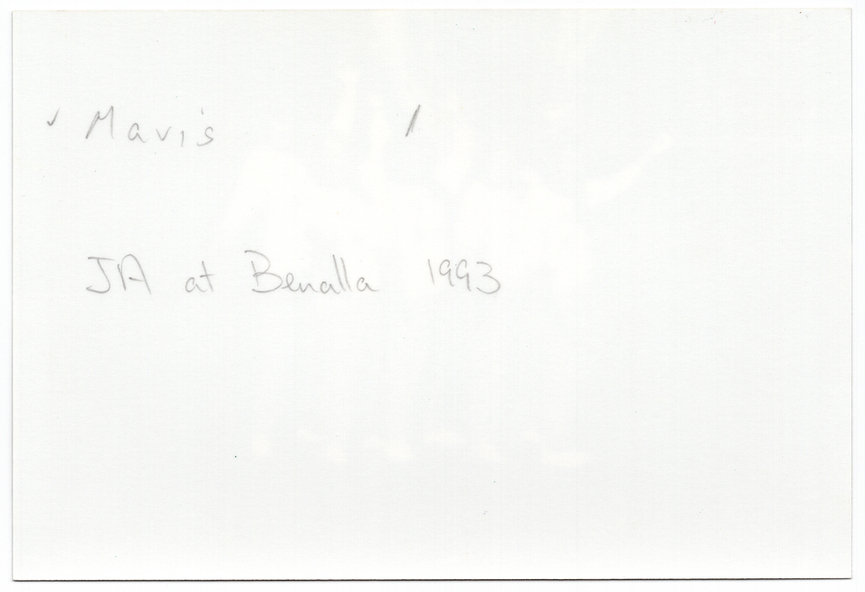 ✓ Mavis /
JA at Benalla 1993